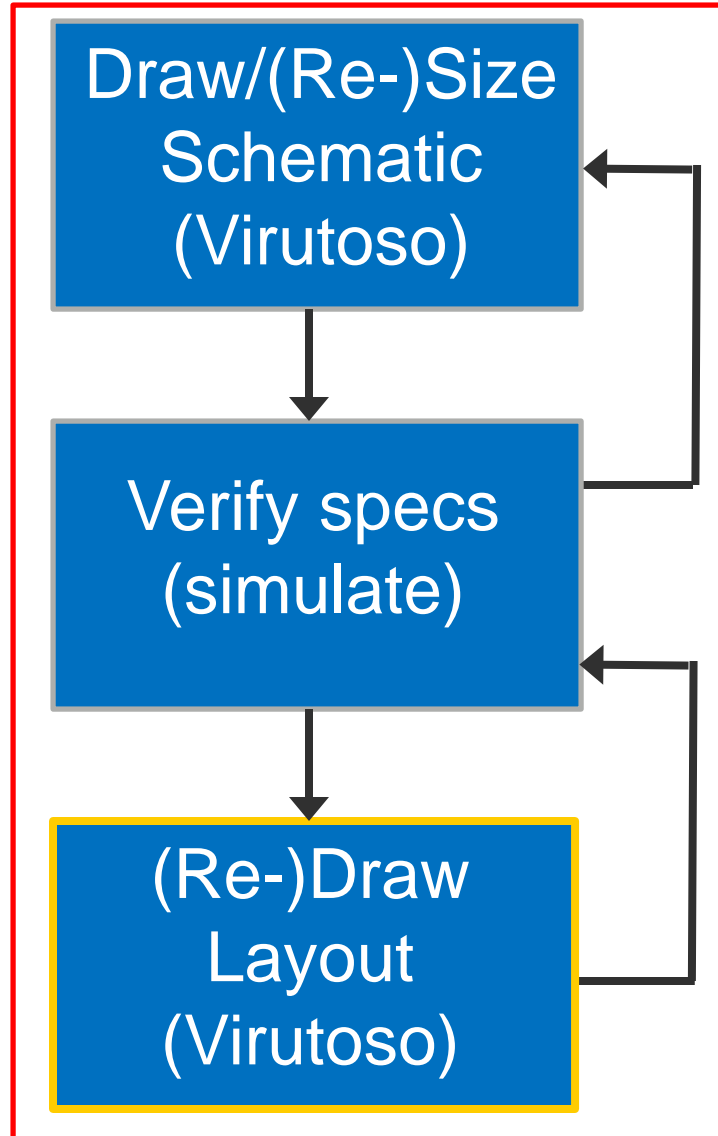 Draw/(Re-)Size
Schematic
(Virutoso)
Verify specs
(simulate)
(Re-)Draw
Layout
(Virutoso)